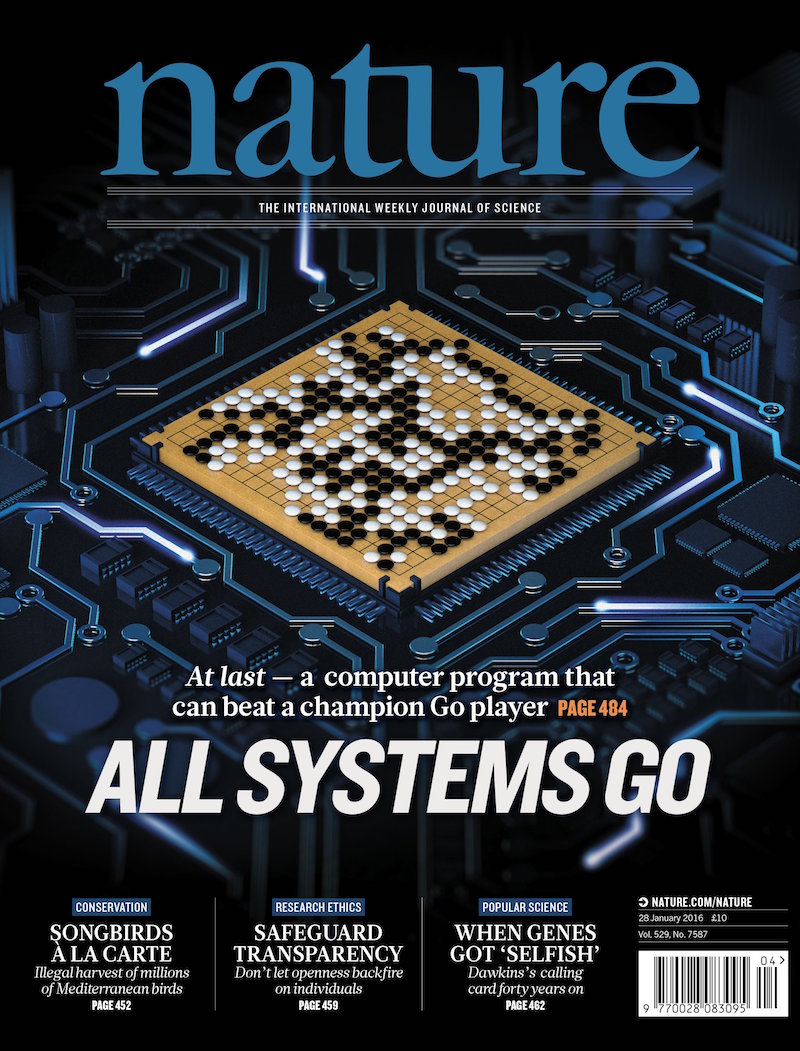 nature
THE INTERNATIONAL WEEKLY JOURNAL OF SCIENCE
At last — a computer program that
can beat a champion Go player PAGE 484
ALL SYSTEMS GO
CONSERVATION
SONGBIRDS
À LA CARTE
Illegal harvest of millions
of Mediterranean birds
PAGE 452
RESEARCH ETHICS
SAFEGUARD
TRANSPARENCY
Don’t let openness backfire
on individuals
PAGE 459
POPULAR SCIENCE
WHEN GENES
GOT ‘SELFISH’
Dawkins’s calling
card forty years on
PAGE 462
NATURE.COM/NATURE
28 January 2016 £10
Vol. 529, No. 7587
04
9 770028 083095